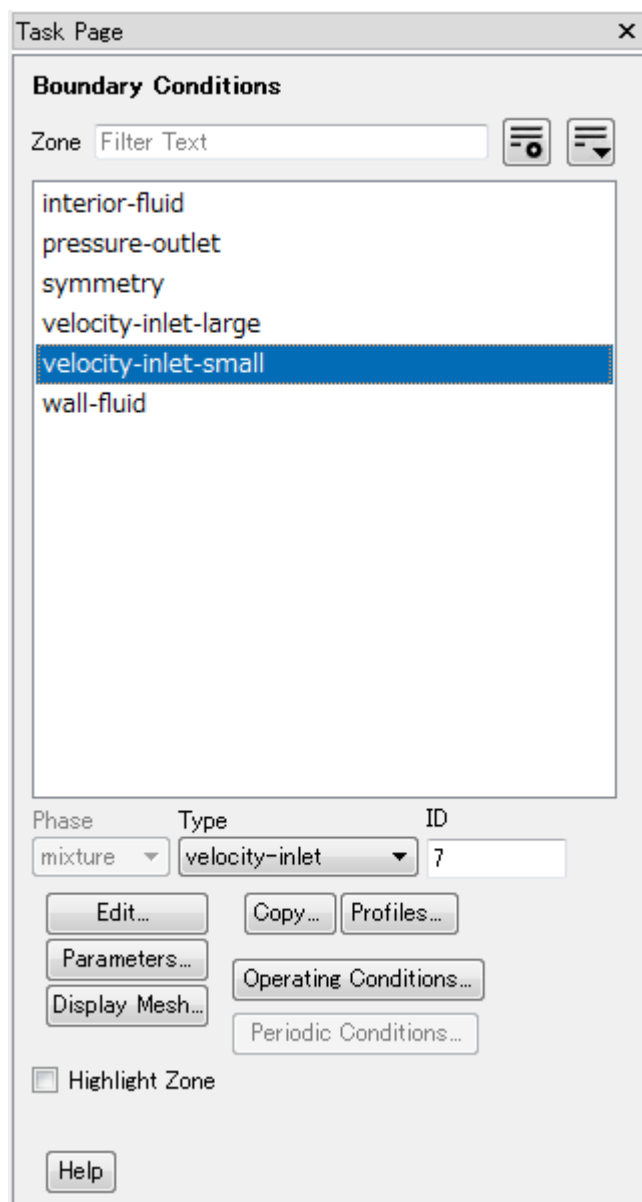 Task Page
Boundary Conditions
Zone Filter Text
interior-fluid
pressure-outlet
symmetry
velocity-inlet-large
velocity-inlet-small
wall-fluid
Phase Type ID
mixture velocity-inlet 7
Edit... Copy... Profiles...
Parameters...
Operating Conditions...
Display Mesh...
Periodic Conditions...
Highlight Zone
Help